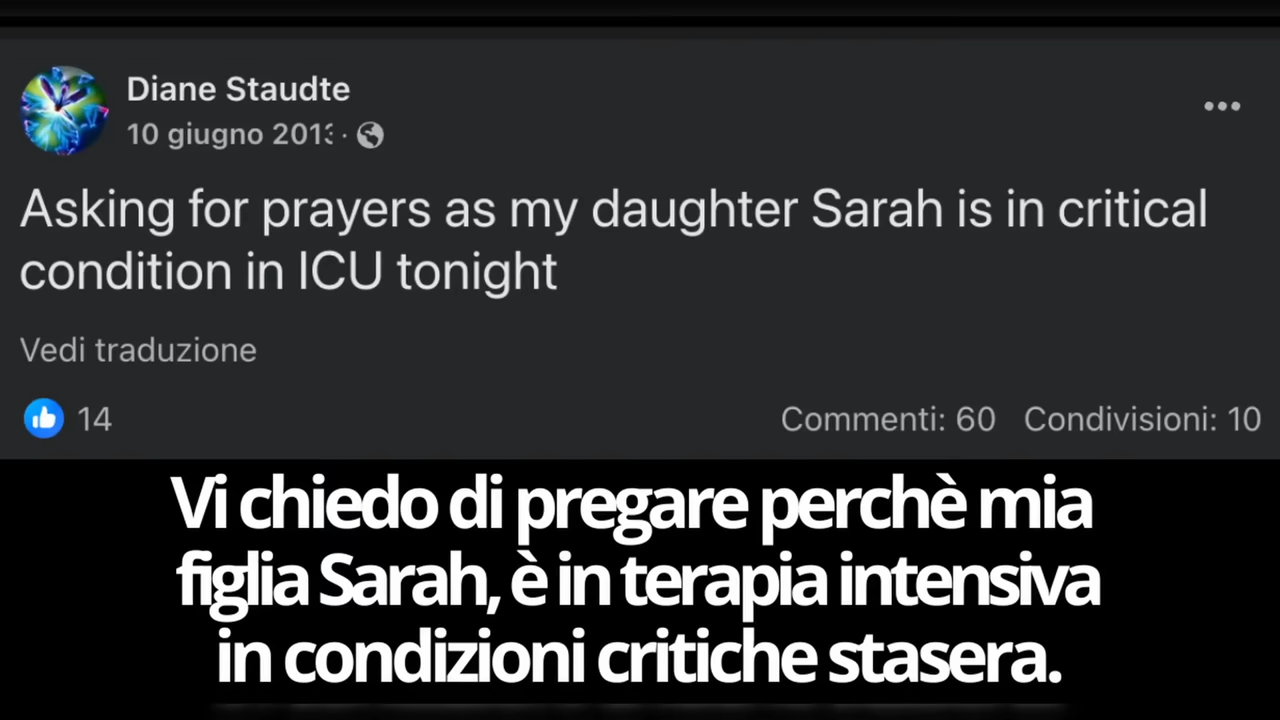 Diane Staudte
10 giugno 2013 ·
Asking for prayers as my daughter Sarah is in critical
condition in ICU tonight
Vedi traduzione
14
Commenti: 60 Condivisioni: 10
Vi chiedo di pregare perchè mia
figlia Sarah, è in terapia intensiva
in condizioni critiche stasera.